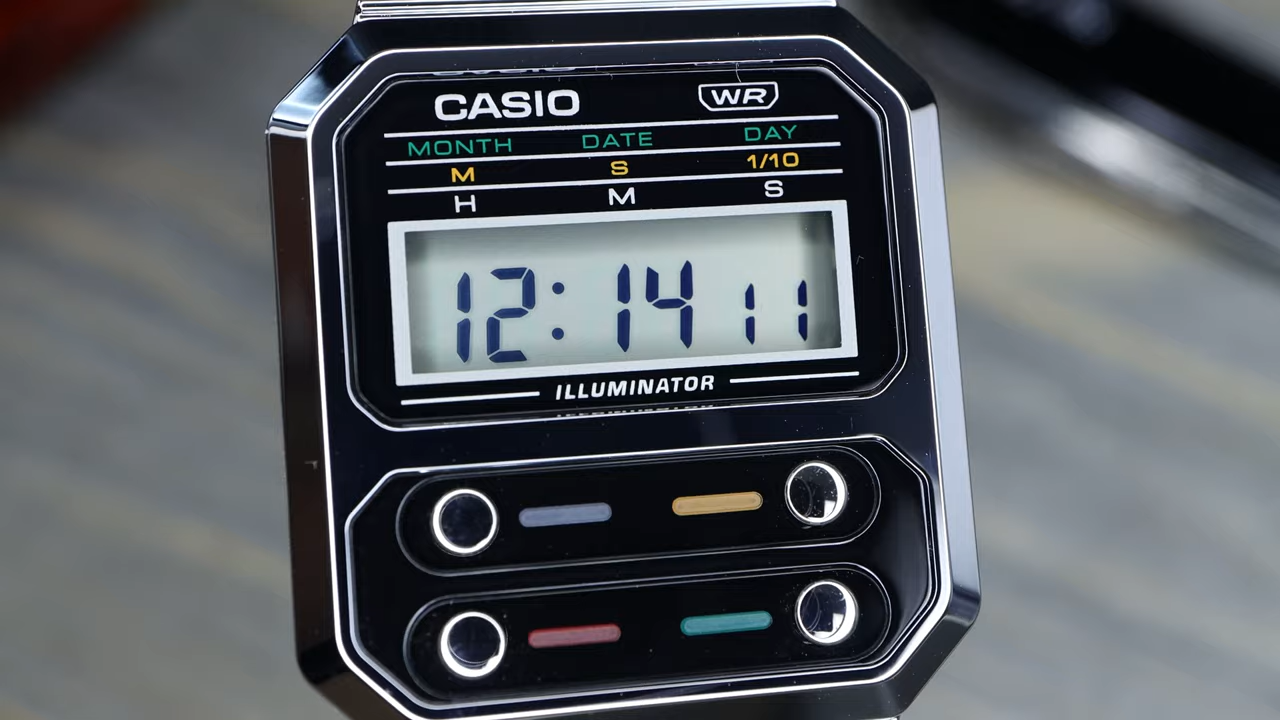 CASIO WR
MONTH DATE DAY
M S 1/10
H M S
12:14 11
ILLUMINATOR